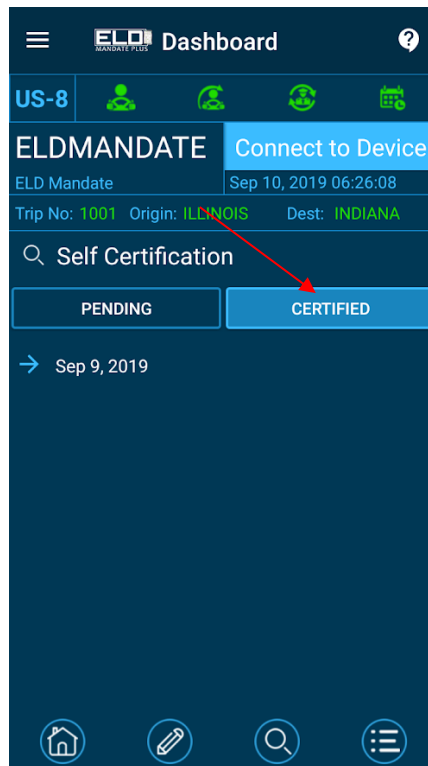 ELD MANDATE PLUS Dashboard
US-8
ELDMANDATE Connect to Device
ELD Mandate Sep 10, 2019 06:26:08
Trip No: 1001 Origin: ILLINOIS Dest: INDIANA
Self Certification
PENDING CERTIFIED
Sep 9, 2019